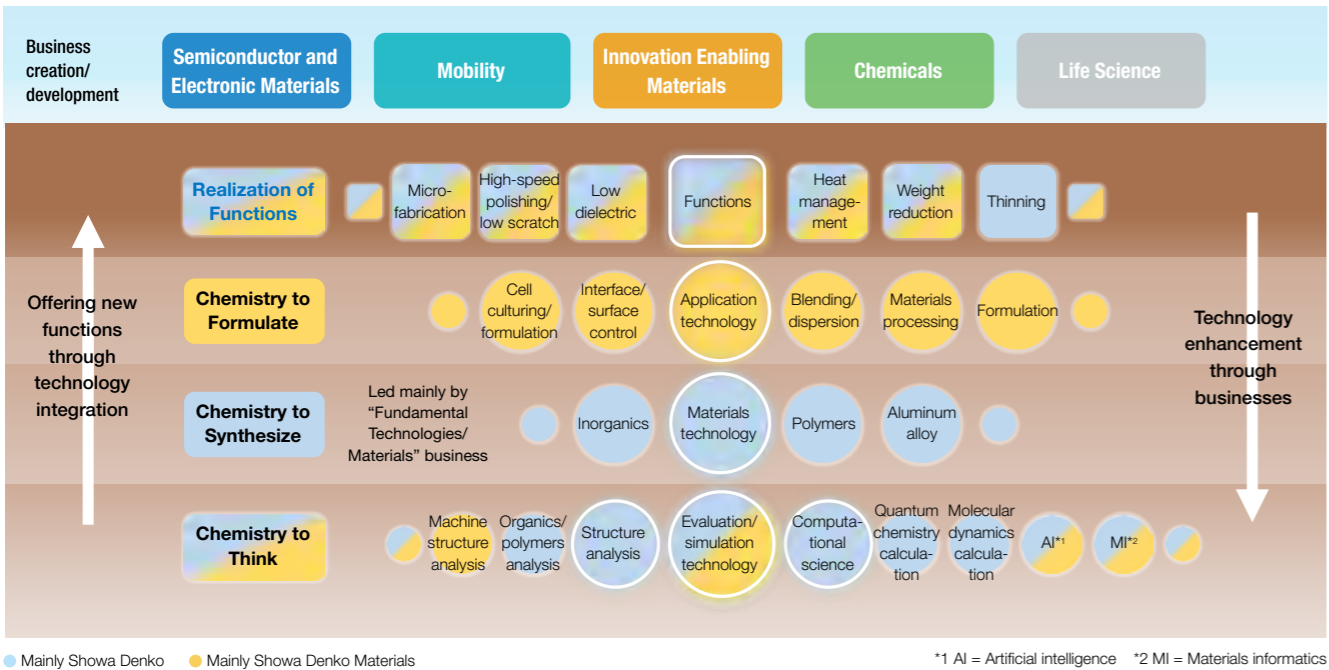 Business
creation/
development
Semiconductor and
Electronic Materials
Mobility
Innovation Enabling
Materials
Chemicals
Life Science
Offering new
functions
through
technology
integration
Realization of
Functions
Micro-
fabrication
High-speed
polishing/
low scratch
Low
dielectric
Functions
Heat
manage-
ment
Weight
reduction
Thinning
Chemistry to
Formulate
Cell
culturing/
formulation
Interface/
surface
control
Application
technology
Blending/
dispersion
Materials
processing
Formulation
Chemistry to
Synthesize
Led mainly by
“Fundamental
Technologies/
Materials” business
Inorganics
Materials
technology
Polymers
Aluminum
alloy
Chemistry to
Think
Machine
structure
analysis
Organics/
polymers
analysis
Structure
analysis
Evaluation/
simulation
technology
Computa-
tional
science
Quantum
chemistry
calcula-
tion
Molecular
dynamics
calcula-
tion
AI*1
MI*2
Technology
enhancement
through
businesses
Mainly Showa Denko
Mainly Showa Denko Materials
*1 AI = Artificial intelligence
*2 MI = Materials informatics